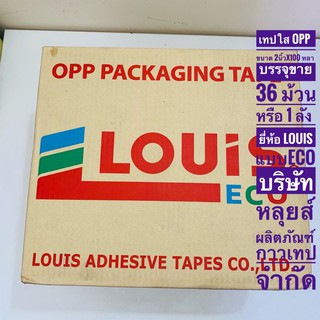 OPP PACKAGING TAP
LOUiS
ECO
LOUIS ADHESIVE TAPES CO.,LTD.
เทปใส OPP
ขนาด 2นิ้วX100 หลา
บรรจุขาย
36 ม้วน
หรือ 1 ลัง
ยี่ห้อ LOUIS
แบบECO
บริษัท
หลุยส์
ผลิตภัณฑ์
กาวเทป
จำกัด